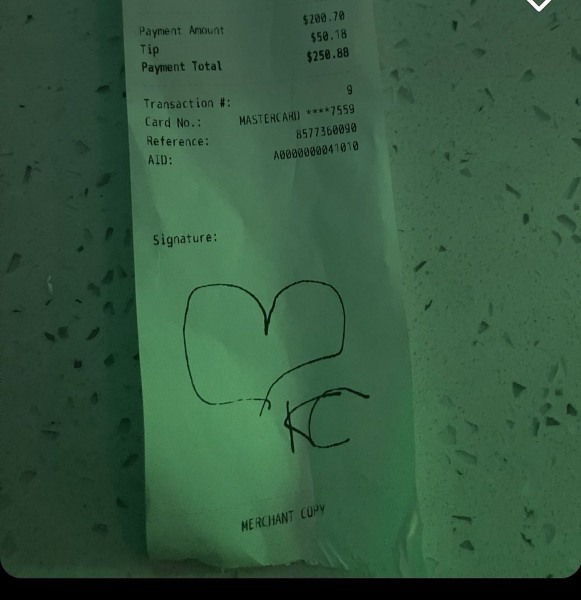 Payment Amount $200.70
Tip $50.18
Payment Total $250.88
Transaction #: 9
Card No.: MASTERCARD ****7559
Reference: 8577360090
AID: A0000000041010
Signature:
KC
MERCHANT COPY